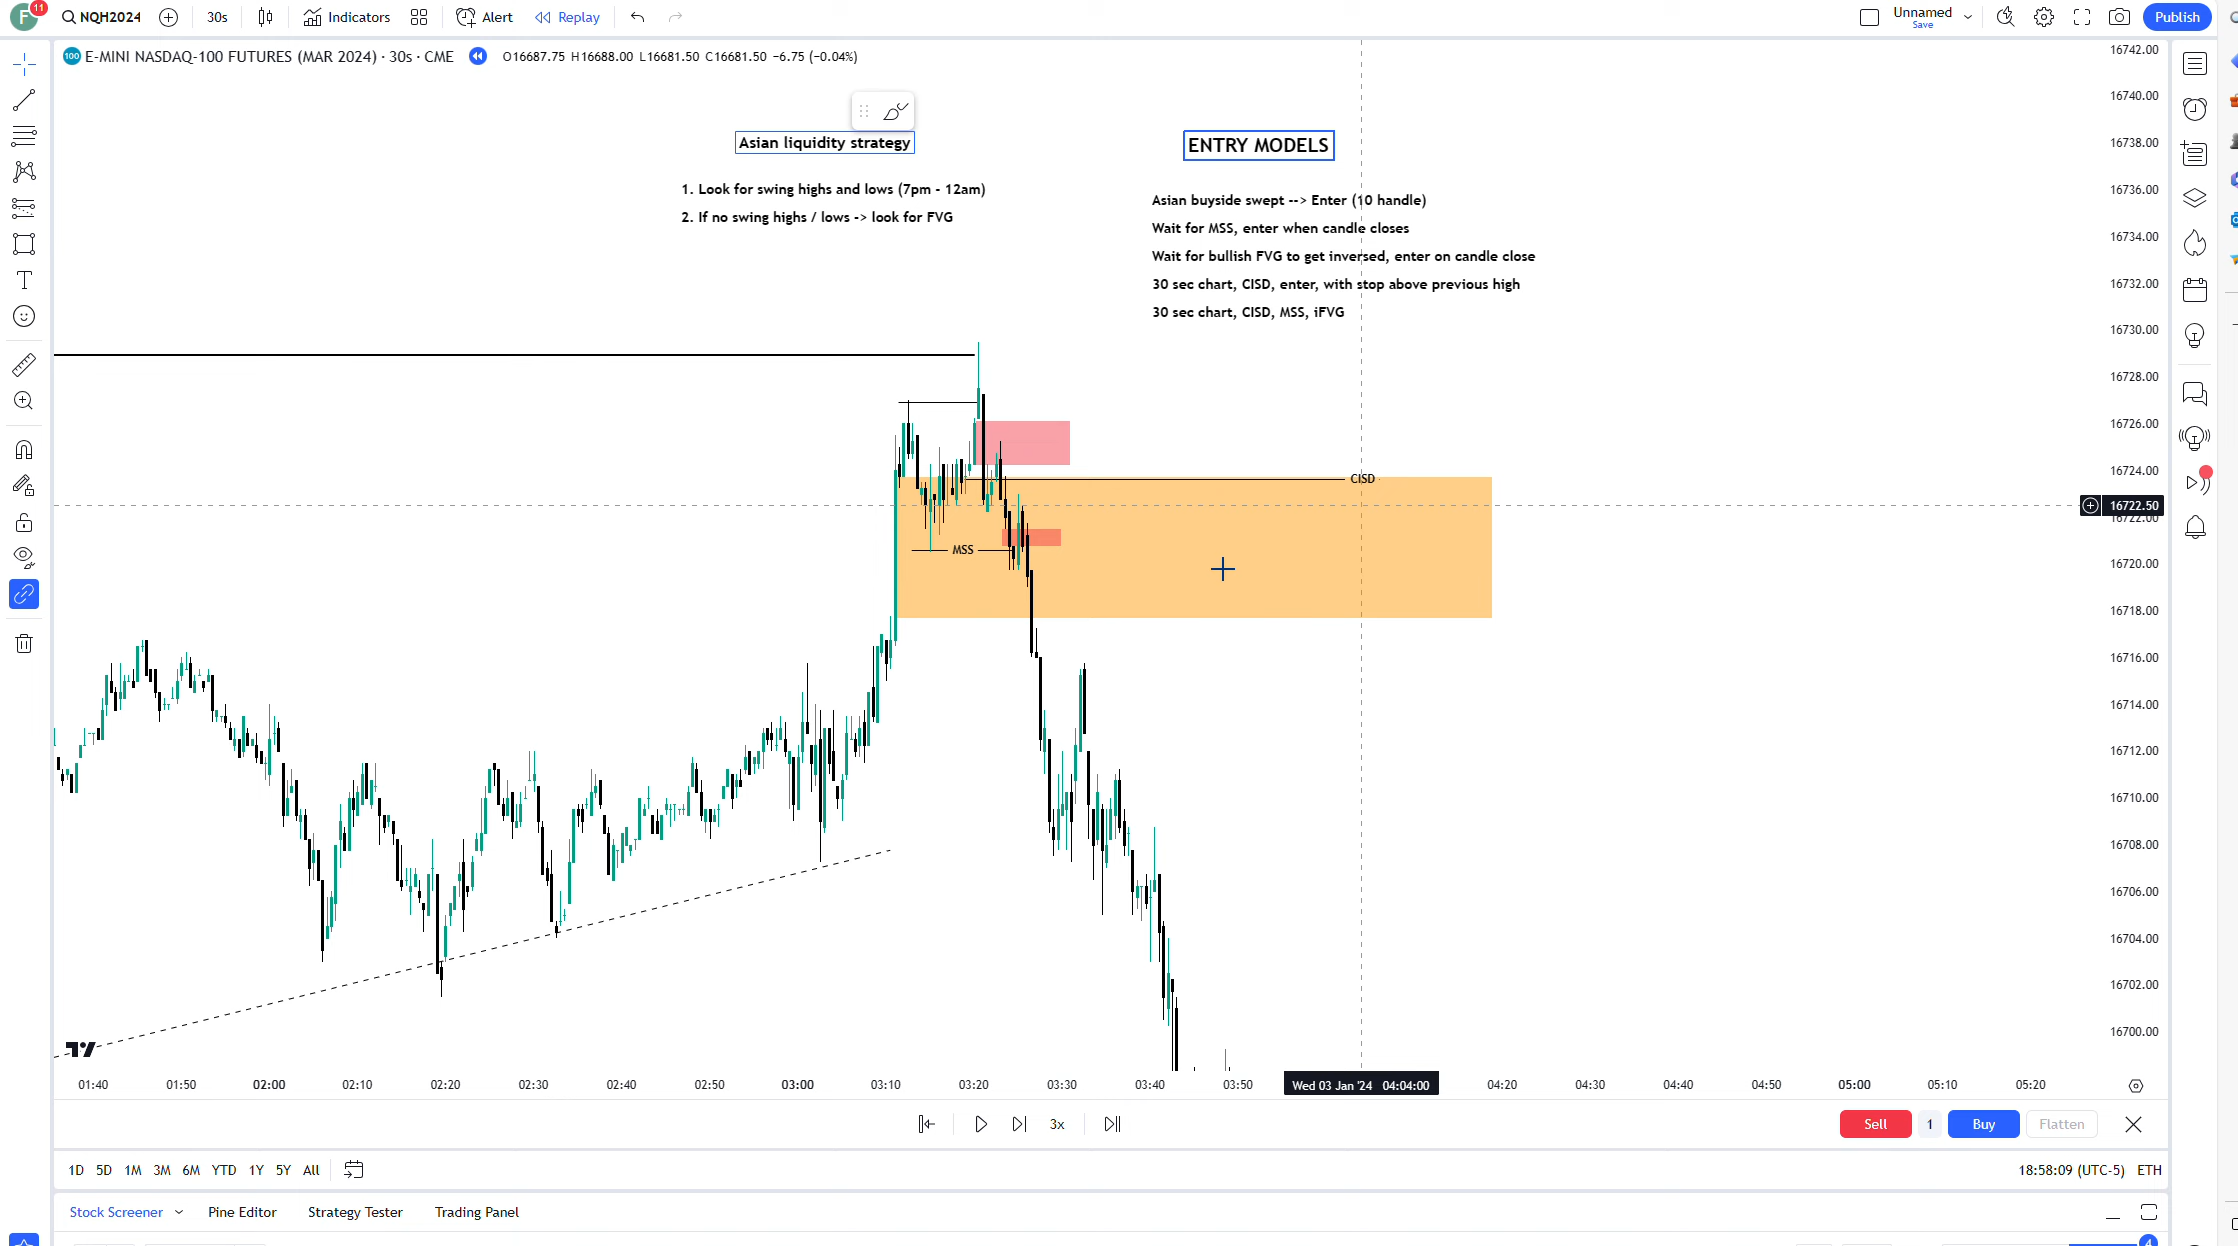 F
11
NQH2024
30s
Indicators
Alert
Replay
Unnamed
Save
Publish
100
E-MINI NASDAQ-100 FUTURES (MAR 2024) · 30s · CME
O16687.75 H16688.00 L16681.50 C16681.50 −6.75 (−0.04%)
Asian liquidity strategy
1. Look for swing highs and lows (7pm - 12am)
2. If no swing highs / lows -> look for FVG
ENTRY MODELS
Asian buyside swept --> Enter (10 handle)
Wait for MSS, enter when candle closes
Wait for bullish FVG to get inversed, enter on candle close
30 sec chart, CISD, enter, with stop above previous high
30 sec chart, CISD, MSS, iFVG
CISD
MSS
16742.00
16740.00
16738.00
16736.00
16734.00
16732.00
16730.00
16728.00
16726.00
16724.00
16722.50
16722.00
16720.00
16718.00
16716.00
16714.00
16712.00
16710.00
16708.00
16706.00
16704.00
16702.00
16700.00
01:40 01:50 02:00 02:10 02:20 02:30 02:40 02:50 03:00 03:10 03:20 03:30 03:40 03:50 Wed 03 Jan '24 04:04:00 04:20 04:30 04:40 04:50 05:00 05:10 05:20
3x
Sell 1 Buy Flatten
1D 5D 1M 3M 6M YTD 1Y 5Y All
18:58:09 (UTC-5) ETH
Stock Screener Pine Editor Strategy Tester Trading Panel
4